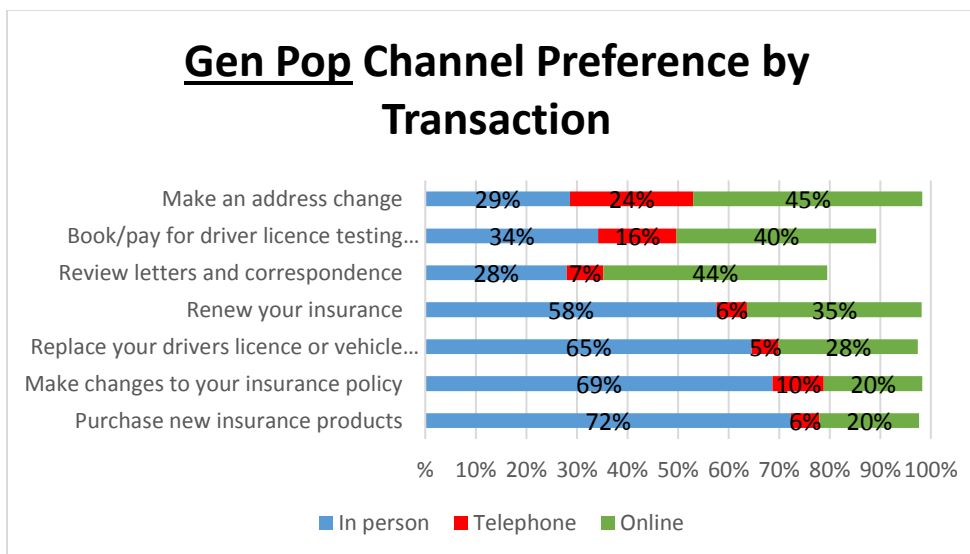 Gen Pop Channel Preference by
Transaction
Make an address change 29% 24% 45%
Book/pay for driver licence testing... 34% 16% 40%
Review letters and correspondence 28% 7% 44%
Renew your insurance 58% 6% 35%
Replace your drivers licence or vehicle... 65% 5% 28%
Make changes to your insurance policy 69% 10% 20%
Purchase new insurance products 72% 6% 20%
% 10% 20% 30% 40% 50% 60% 70% 80% 90% 100%
In person Telephone Online